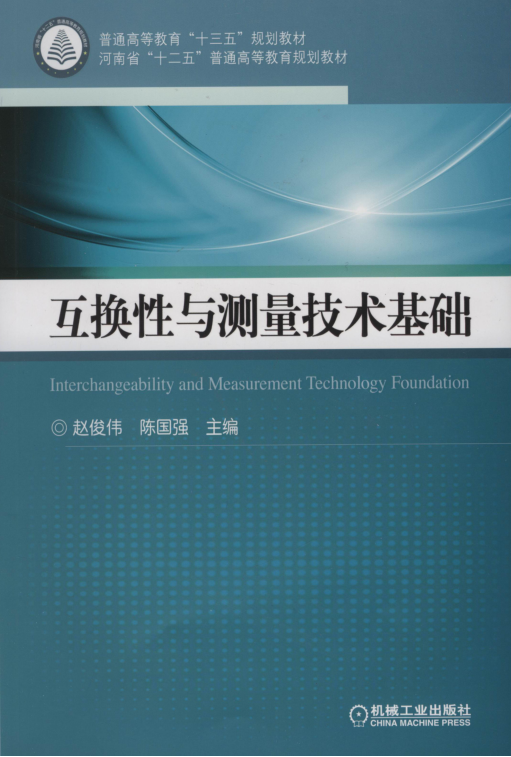 普通高等教育“十三五”规划教材
河南省“十二五”普通高等教育规划教材
互换性与测量技术基础
Interchangeability and Measurement Technology Foundation
◎ 赵俊伟 陈国强 主编
机械工业出版社
CHINA MACHINE PRESS